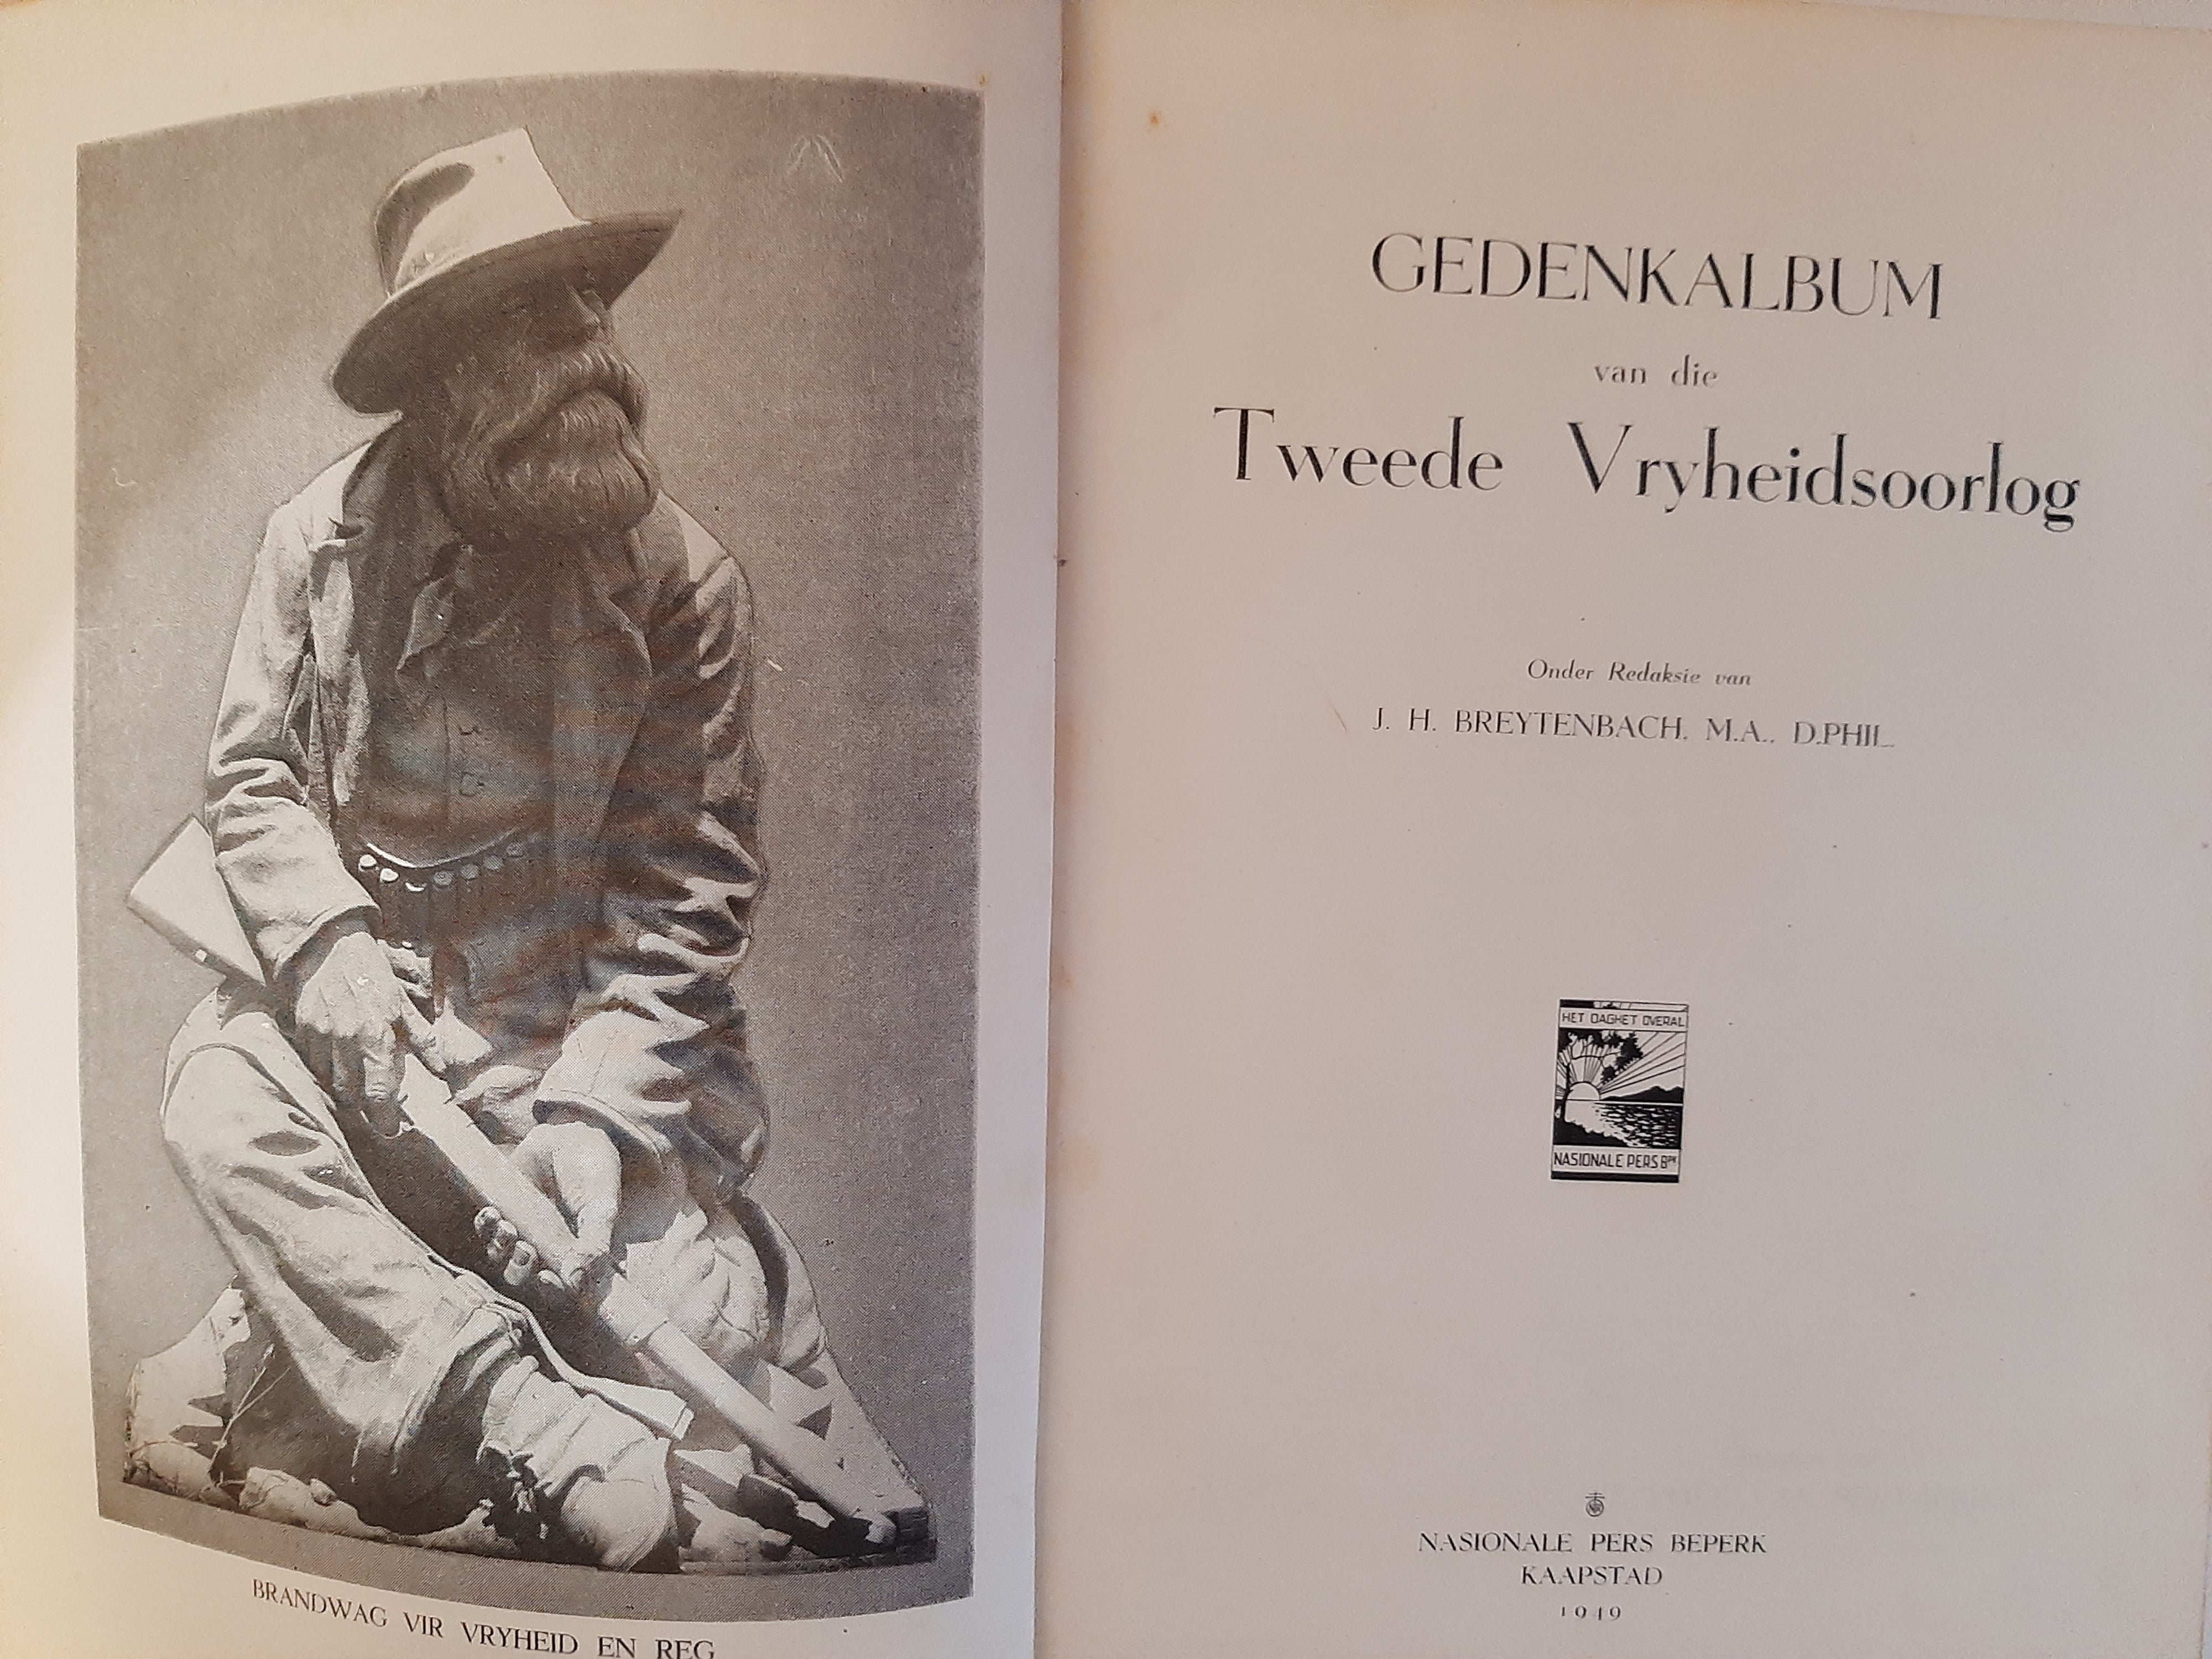 BRANDWAG VIR VRYHEID EN REG
GEDENKALBUM
van die
Tweede Vryheidsoorlog
Onder Redaksie van
J. H. BREYTENBACH, M.A., D.PHIL.
HET DAGHET OVERAL
NASIONALE PERS BPK
NASIONALE PERS BEPERK
KAAPSTAD
1949